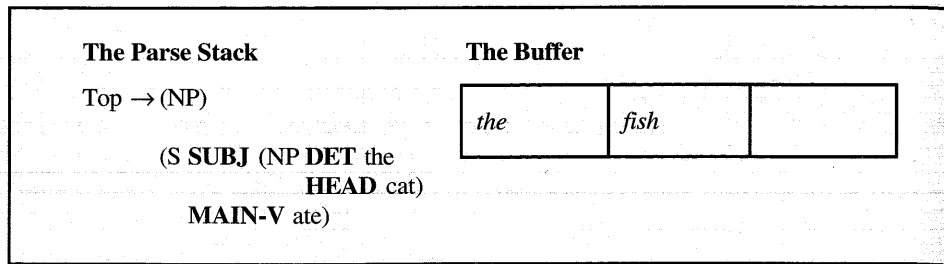 The Parse Stack
Top → (NP)
(S SUBJ (NP DET the
HEAD cat)
MAIN-V ate)
The Buffer
the fish